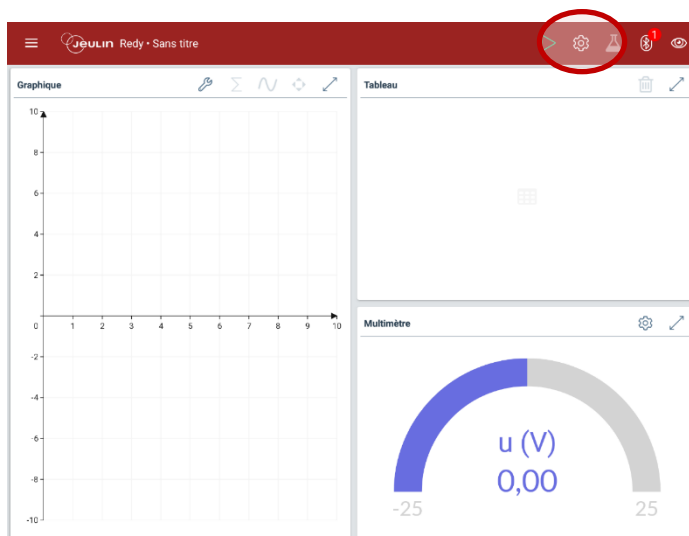 Jeulin Redy • Sans titre
1
Graphique
10
8
6
4
2
0
1 2 3 4 5 6 7 8 9 10
-2
-4
-6
-8
-10
Tableau
Multimètre
u (V)
0,00
-25 25